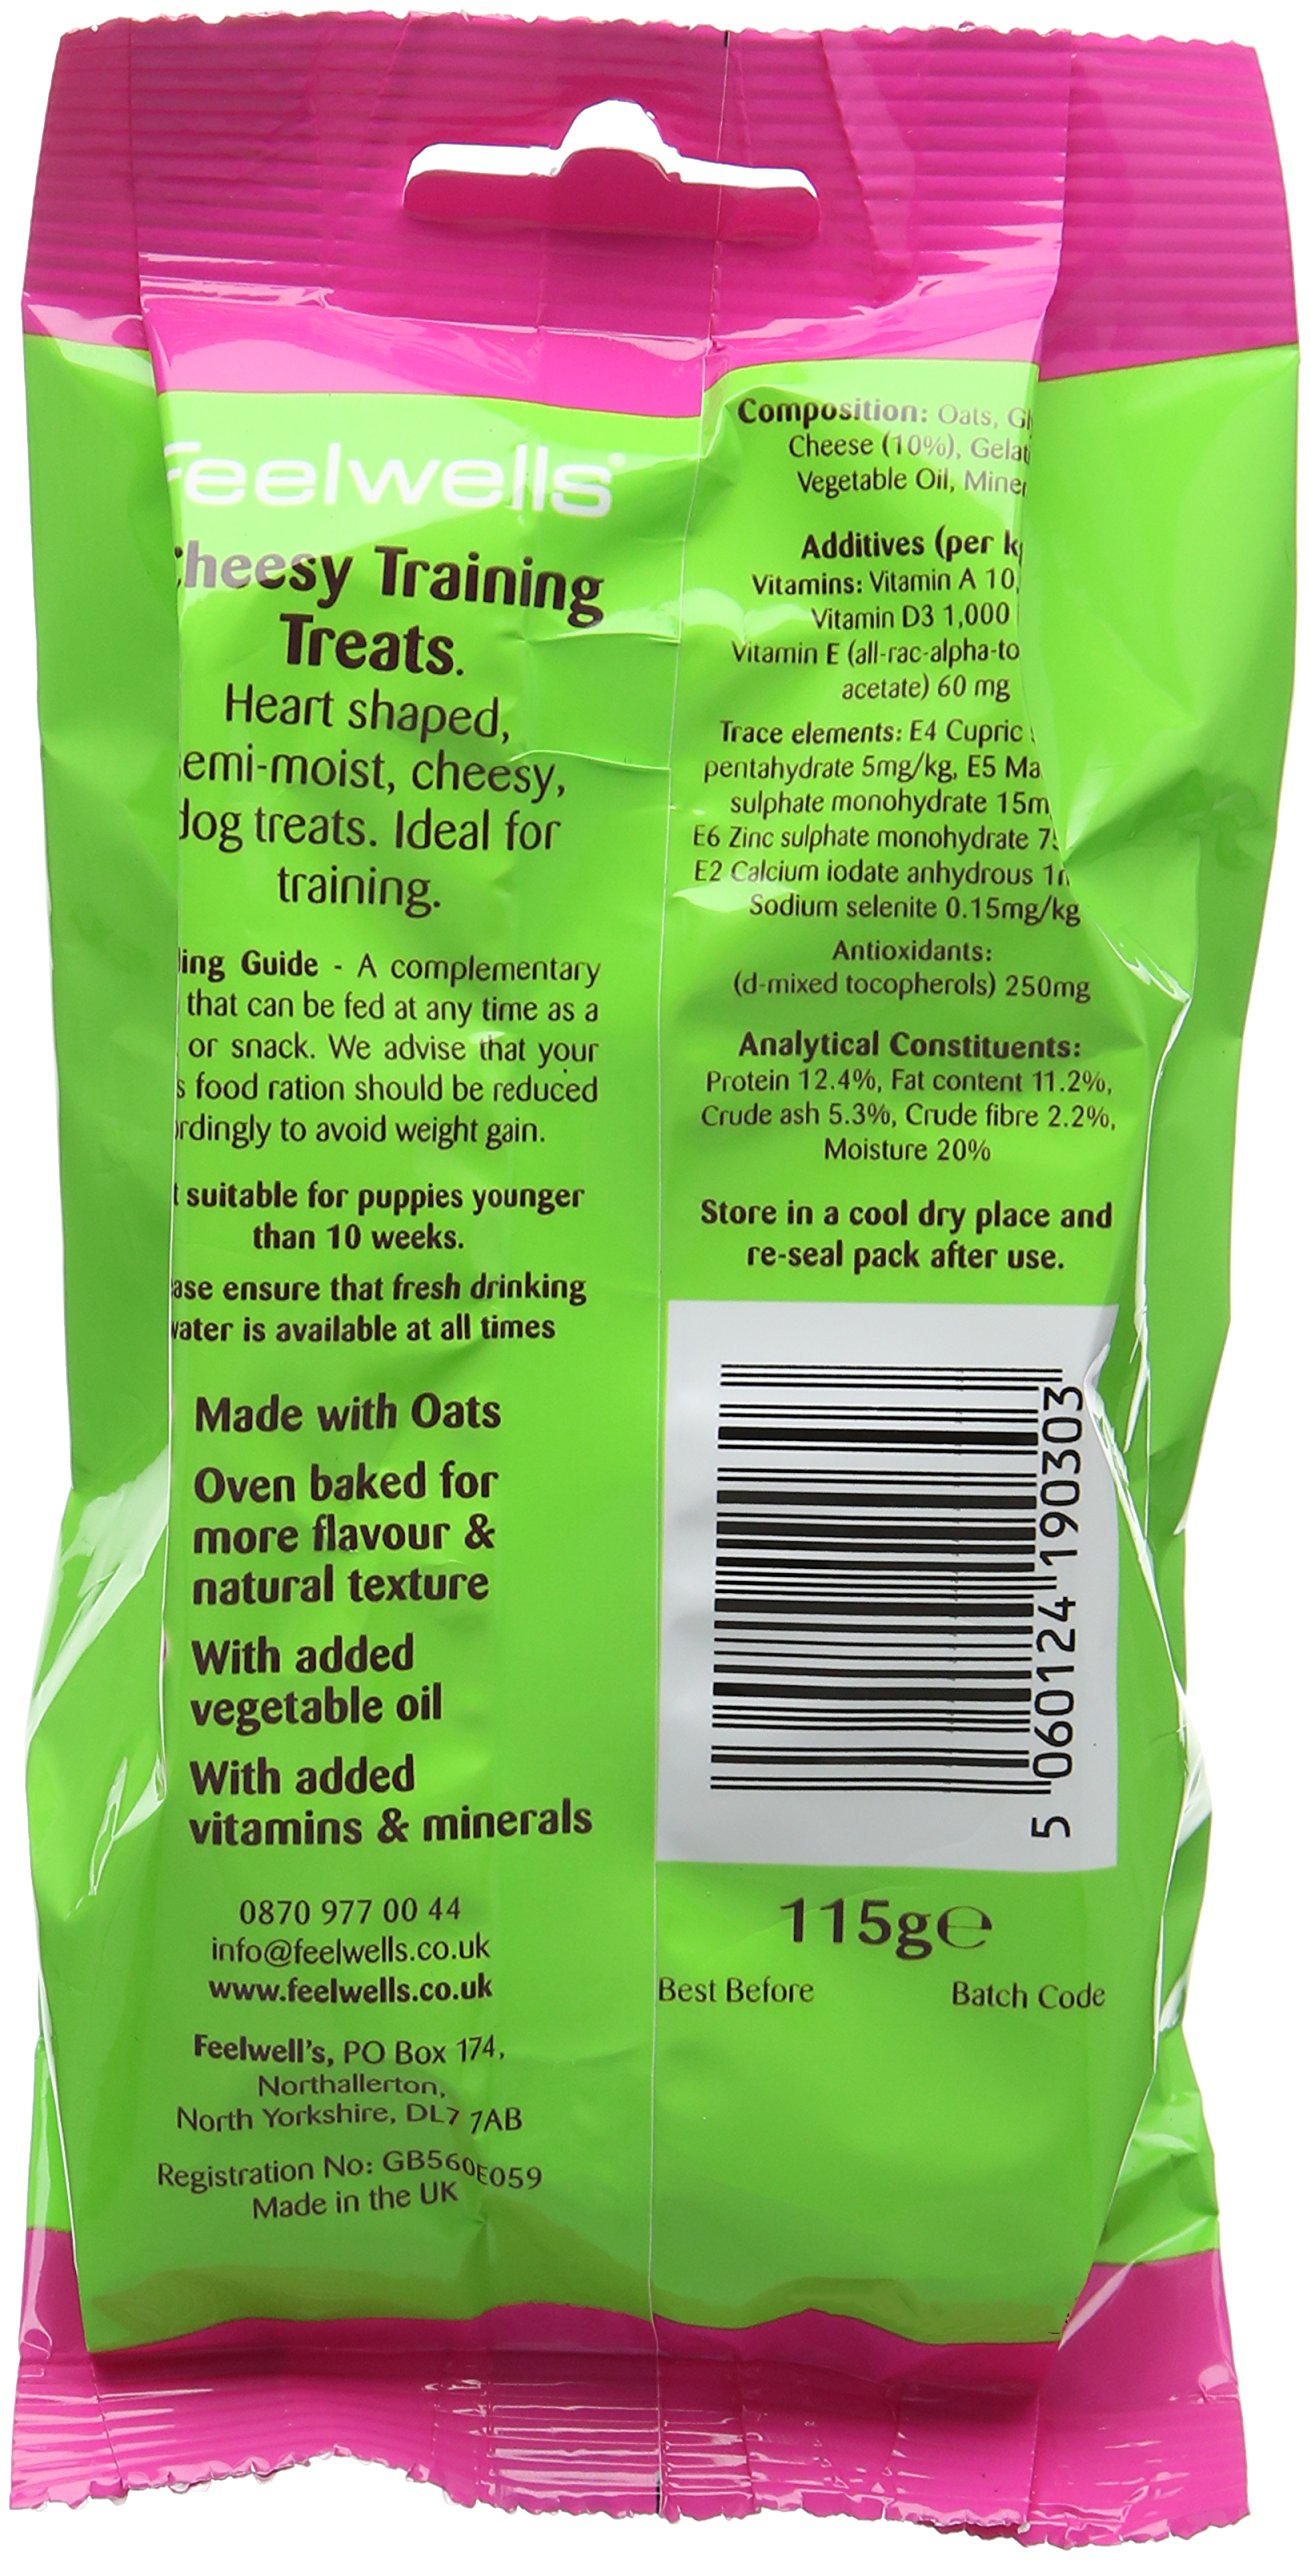 Feelwells
Cheesy Training
Treats.
Heart shaped,
semi-moist, cheesy,
dog treats. Ideal for
training.
Guide - A complementary
that can be fed at any time as a
or snack. We advise that your
food ration should be reduced
to avoid weight gain.
suitable for puppies younger
than 10 weeks.
ensure that fresh drinking
water is available at all times
Made with Oats
Oven baked for
more flavour &
natural texture
With added
vegetable oil
With added
vitamins & minerals
0870 977 00 44
info@feelwells.co.uk
www.feelwells.co.uk
Feelwell's, PO Box 174,
Northallerton,
North Yorkshire, DL7 7AB
Registration No: GB560E059
Made in the UK
Composition: Oats,
Cheese (10%),
Vegetable Oil,
Additives (per
Vitamins: Vitamin A
Vitamin D3 1,000
Vitamin E (all-rac-alpha-to
acetate) 60 mg
Trace elements: E4 Cupric
pentahydrate 5mg/kg, E5
sulphate monohydrate
E6 Zinc sulphate monohydrate
E2 Calcium iodate anhydrous
Sodium selenite 0.15mg/kg
Antioxidants:
(d-mixed tocopherols) 250mg
Analytical Constituents:
Protein 12.4%, Fat content 11.2%,
Crude ash 5.3%, Crude fibre 2.2%,
Moisture 20%
Store in a cool dry place and
re-seal pack after use.
5 060124 190303
115g℮
Best Before Batch Code